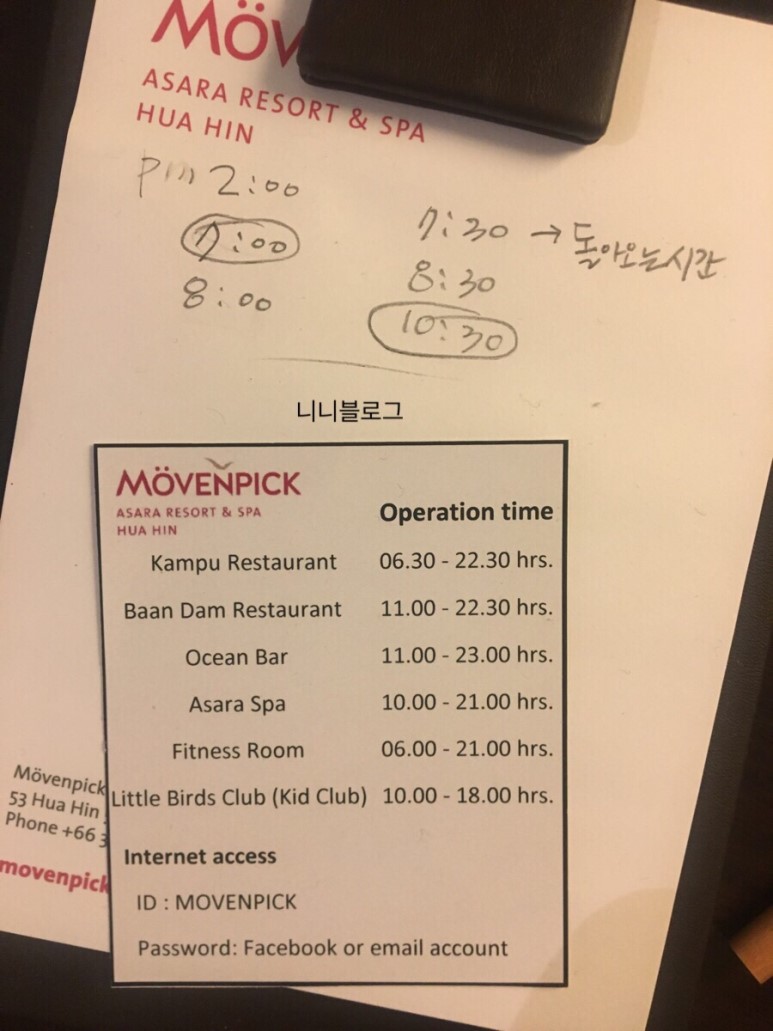 MÖV
ASARA RESORT & SPA
HUA HIN
pm 2:00
7:00
8:00
7:30 → 돌아오는시간
8:30
10:30
니니블로그
MÖVENPICK
ASARA RESORT & SPA
HUA HIN
Operation time
Kampu Restaurant 06.30 - 22.30 hrs.
Baan Dam Restaurant 11.00 - 22.30 hrs.
Ocean Bar 11.00 - 23.00 hrs.
Asara Spa 10.00 - 21.00 hrs.
Fitness Room 06.00 - 21.00 hrs.
Little Birds Club (Kid Club) 10.00 - 18.00 hrs.
Internet access
ID : MOVENPICK
Password: Facebook or email account
Mövenpick
53 Hua Hin
Phone +66 3
movenpick